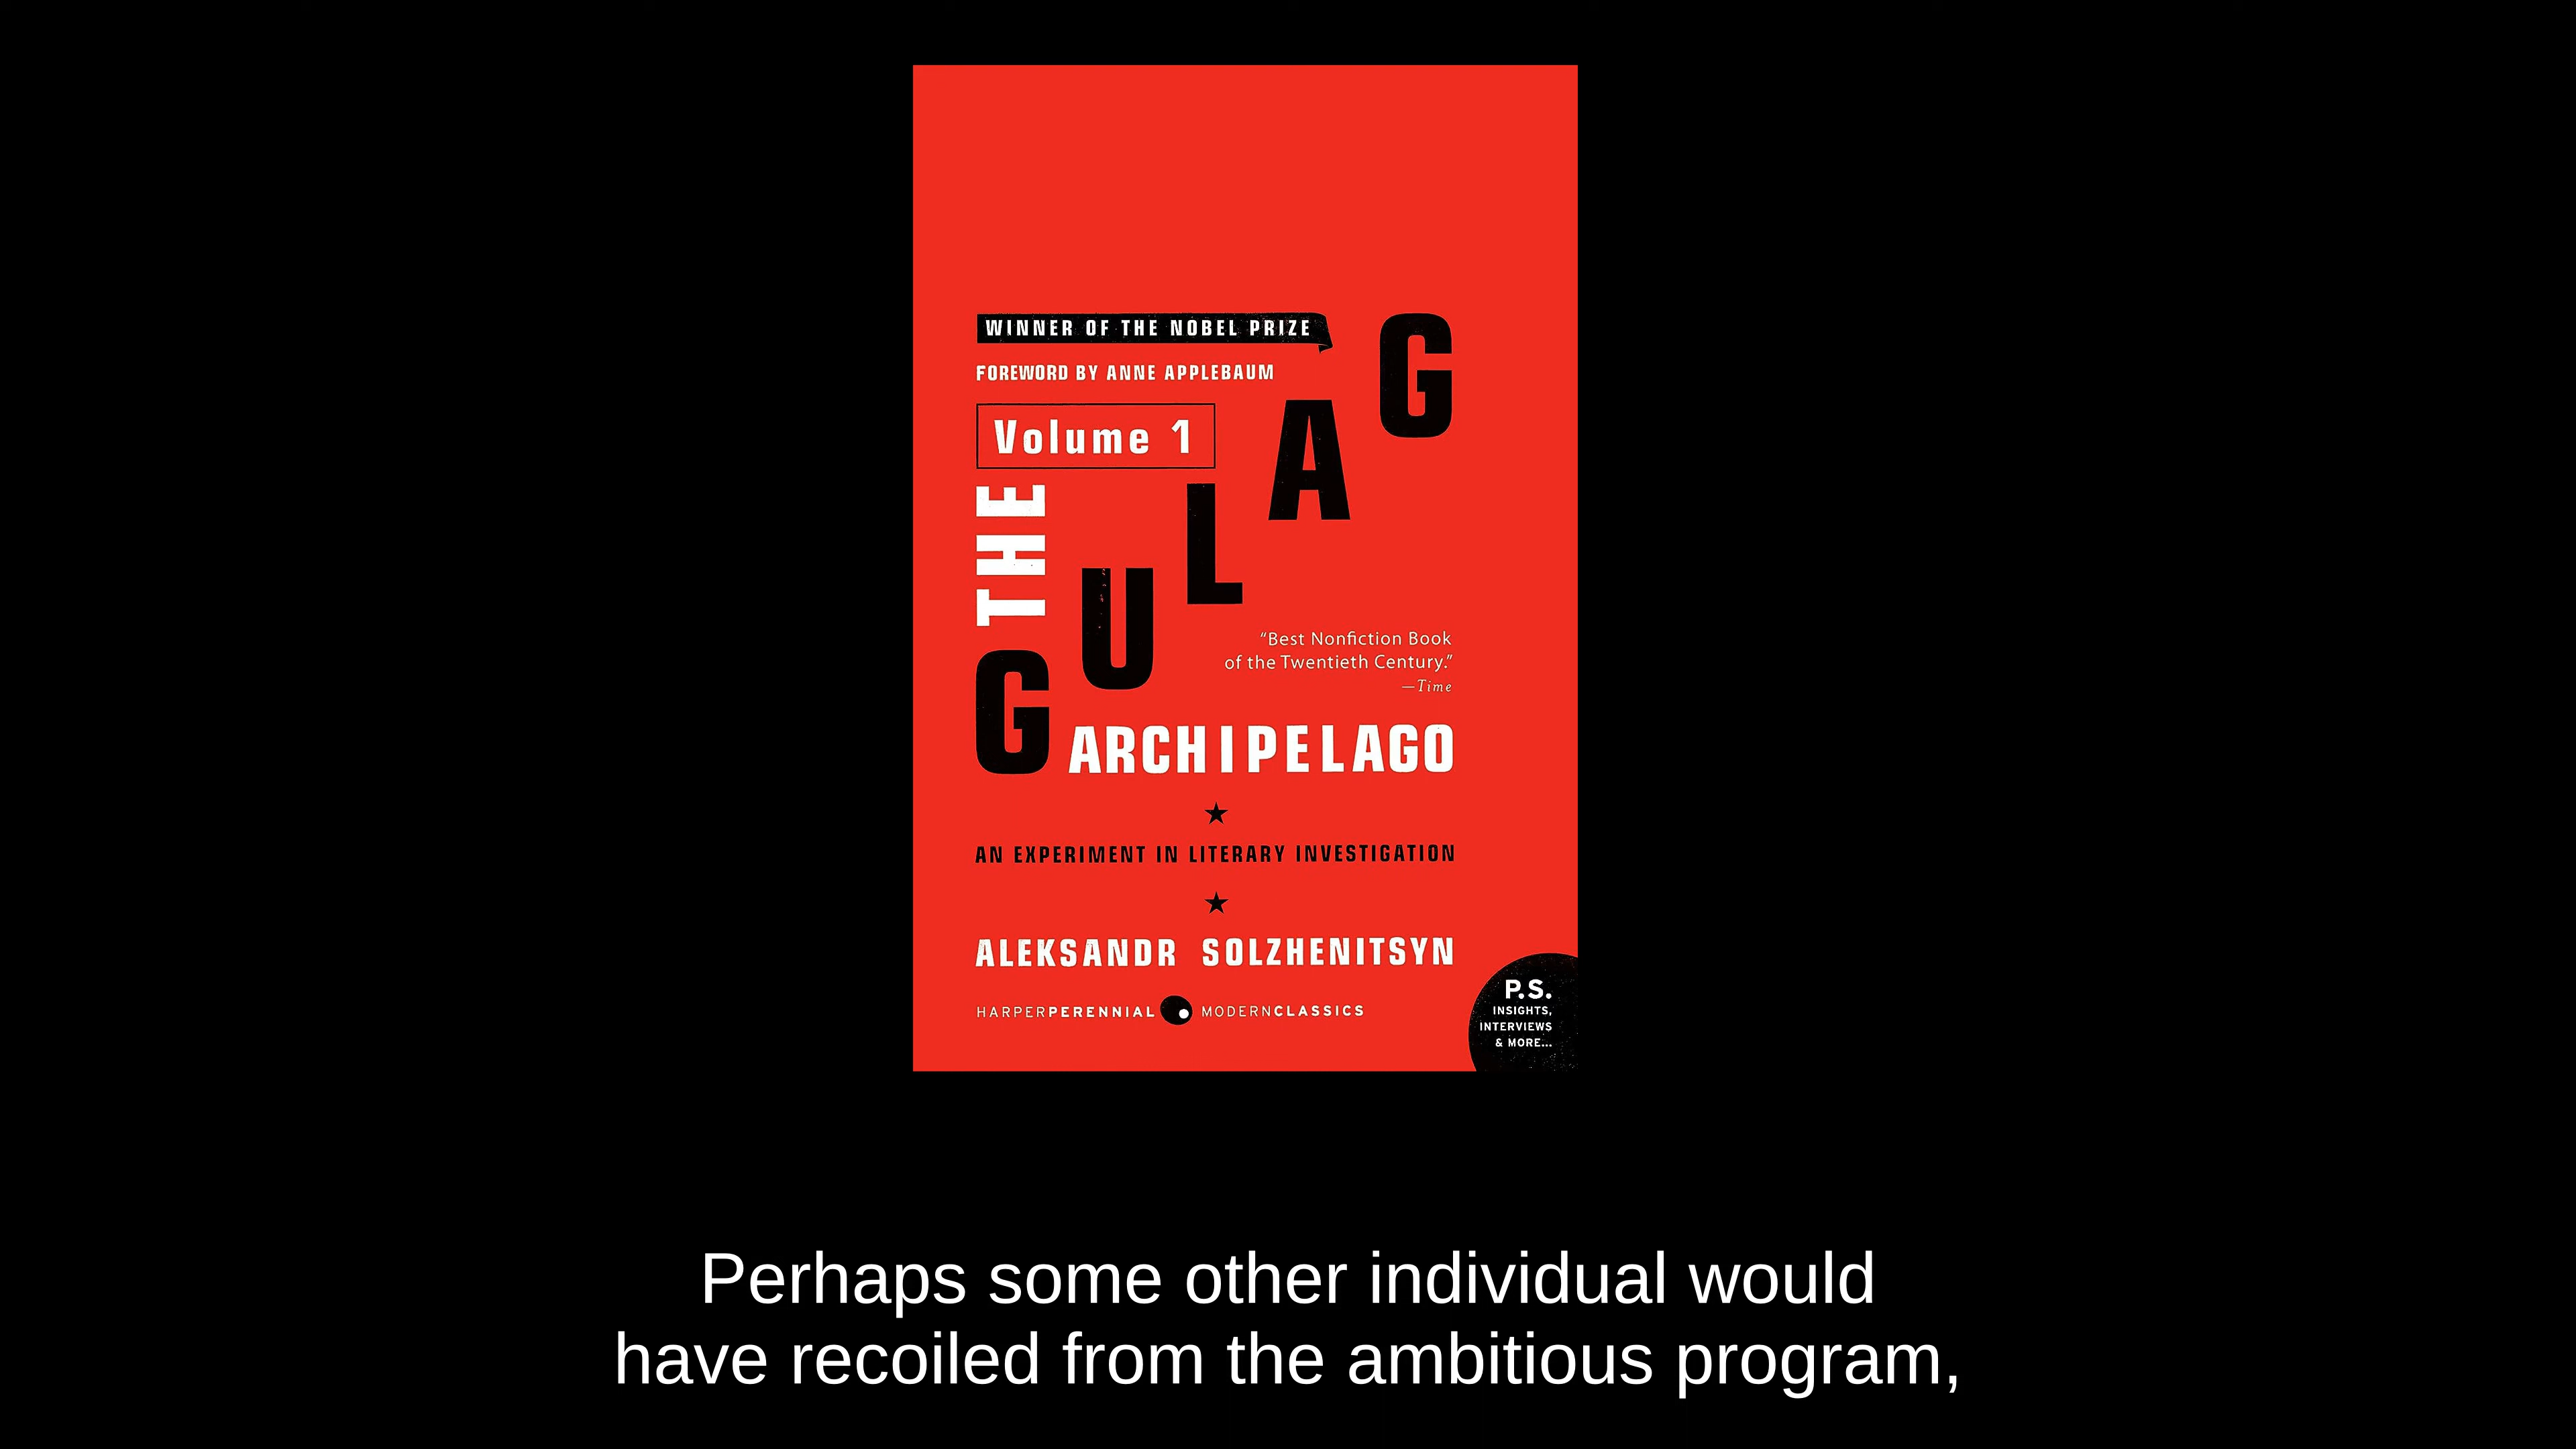 WINNER OF THE NOBEL PRIZE
FOREWORD BY ANNE APPLEBAUM
Volume 1
THE
GULAG
"Best Nonfiction Book
of the Twentieth Century."
—Time
ARCHIPELAGO
AN EXPERIMENT IN LITERARY INVESTIGATION
ALEKSANDR SOLZHENITSYN
HARPERPERENNIAL MODERNCLASSICS
P.S.
INSIGHTS,
INTERVIEWS
& MORE...
Perhaps some other individual would
have recoiled from the ambitious program,